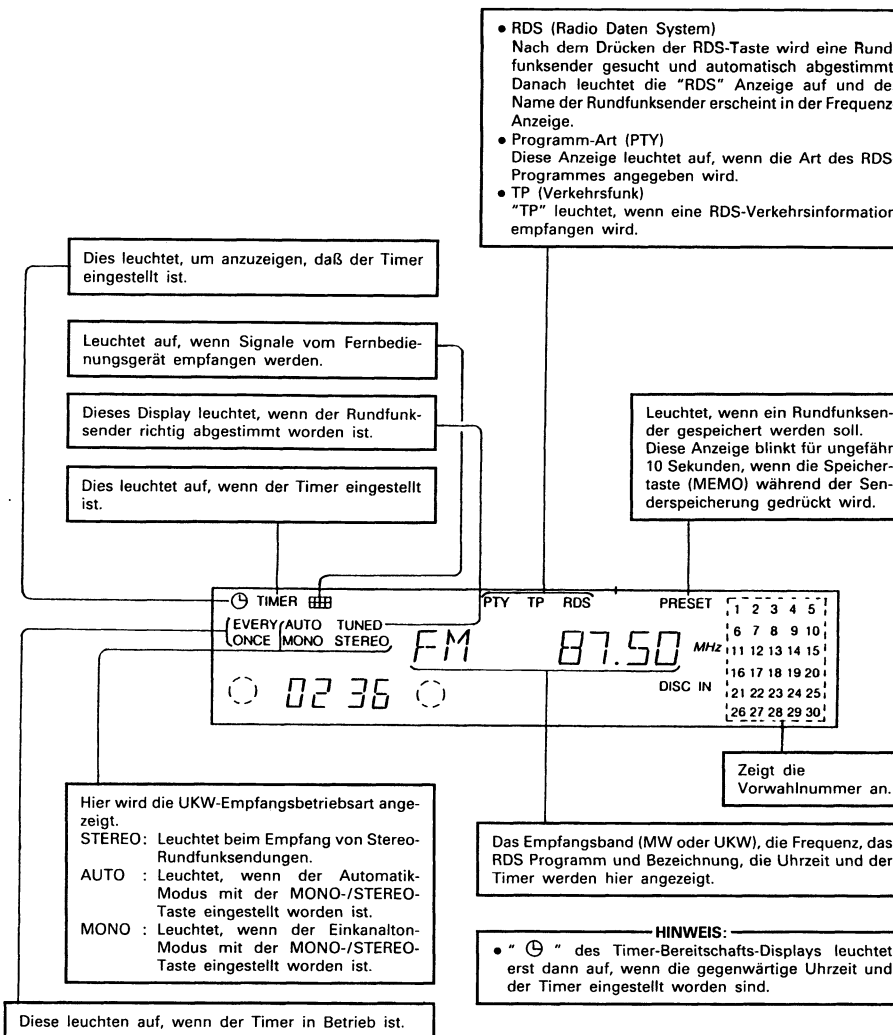 • RDS (Radio Daten System)
Nach dem Drücken der RDS-Taste wird eine Rund
funksender gesucht und automatisch abgestimmt
Danach leuchtet die “RDS” Anzeige auf und de
Name der Rundfunksender erscheint in der Frequenz
Anzeige.
• Programm-Art (PTY)
Diese Anzeige leuchtet auf, wenn die Art des RDS
Programmes angegeben wird.
• TP (Verkehrsfunk)
“TP” leuchtet, wenn eine RDS-Verkehrsinformation
empfangen wird.
Dies leuchtet, um anzuzeigen, daß der Timer
eingestellt ist.
Leuchtet auf, wenn Signale vom Fernbedie-
nungsgerät empfangen werden.
Dieses Display leuchtet, wenn der Rundfunk-
sender richtig abgestimmt worden ist.
Dies leuchtet auf, wenn der Timer eingestellt
ist.
Leuchtet, wenn ein Rundfunksen-
der gespeichert werden soll.
Diese Anzeige blinkt für ungefähr
10 Sekunden, wenn die Speicher-
taste (MEMO) während der Sen-
derspeicherung gedrückt wird.
TIMER PTY TP RDS PRESET
EVERY AUTO TUNED
ONCE MONO STEREO
FM 87.50 MHz
DISC IN
02 36
1 2 3 4 5
6 7 8 9 10
11 12 13 14 15
16 17 18 19 20
21 22 23 24 25
26 27 28 29 30
Zeigt die
Vorwahlnummer an.
Hier wird die UKW-Empfangsbetriebsart ange-
zeigt.
STEREO: Leuchtet beim Empfang von Stereo-
Rundfunksendungen.
AUTO : Leuchtet, wenn der Automatik-
Modus mit der MONO-/STEREO-
Taste eingestellt worden ist.
MONO : Leuchtet, wenn der Einkanalton-
Modus mit der MONO-/STEREO-
Taste eingestellt worden ist.
Das Empfangsband (MW oder UKW), die Frequenz, das
RDS Programm und Bezeichnung, die Uhrzeit und der
Timer werden hier angezeigt.
HINWEIS:
• “ ” des Timer-Bereitschafts-Displays leuchtet
erst dann auf, wenn die gegenwärtige Uhrzeit und
der Timer eingestellt worden sind.
Diese leuchten auf, wenn der Timer in Betrieb ist.